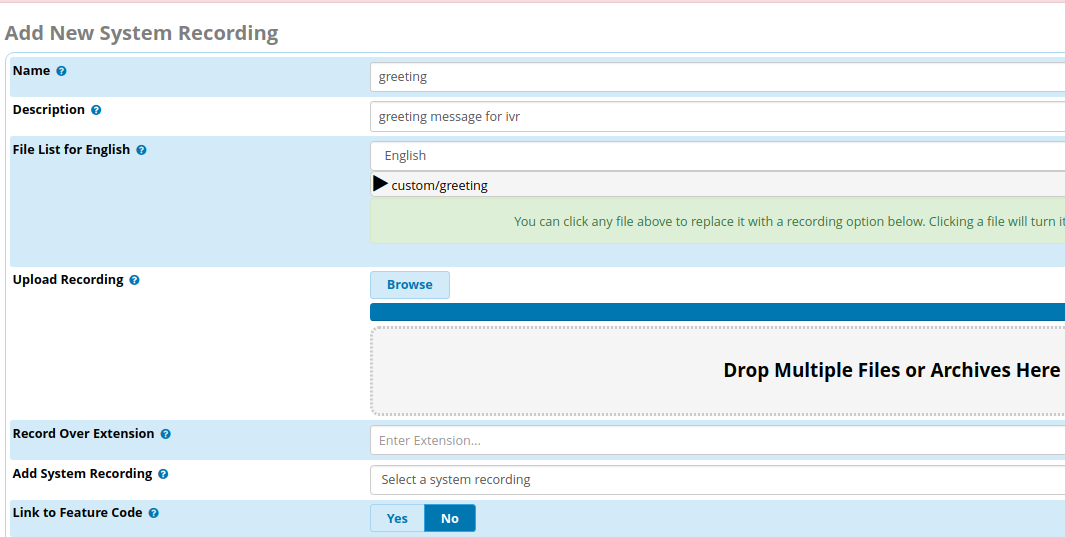 Add New System Recording
Name
greeting
Description
greeting message for ivr
File List for English
English
custom/greeting
You can click any file above to replace it with a recording option below. Clicking a file will turn it
Upload Recording
Browse
Drop Multiple Files or Archives Here
Record Over Extension
Enter Extension...
Add System Recording
Select a system recording
Link to Feature Code
Yes No